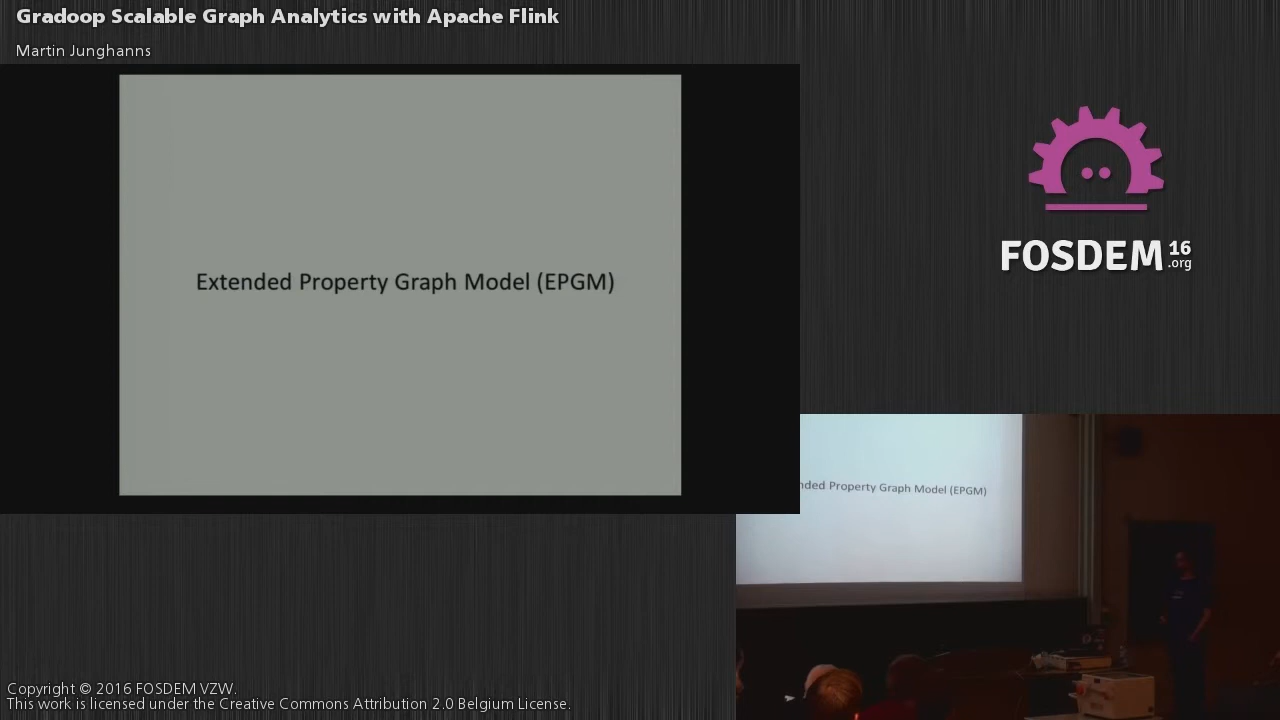 Gradoop Scalable Graph Analytics with Apache Flink
Martin Junghanns
Extended Property Graph Model (EPGM)
FOSDEM 16
.org
nded Property Graph Model (EPGM)
Copyright © 2016 FOSDEM VZW.
This work is licensed under the Creative Commons Attribution 2.0 Belgium License.